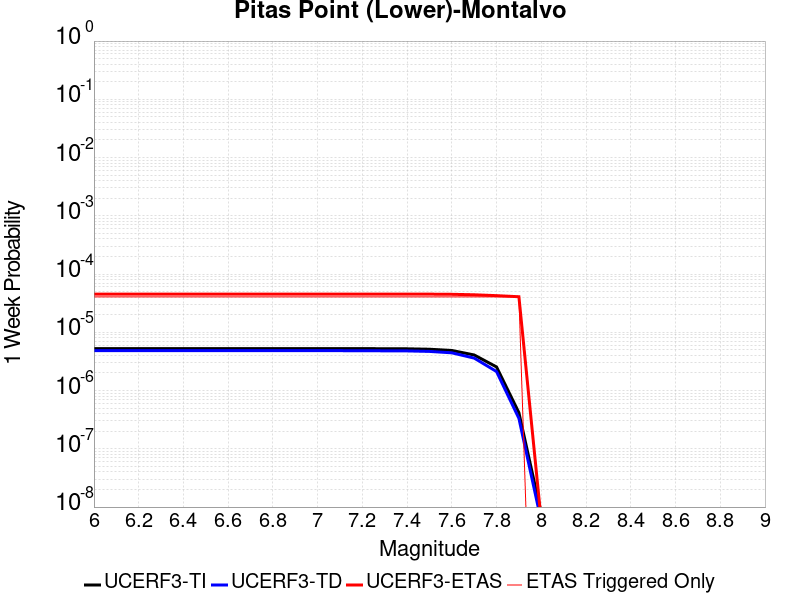 Pitas Point (Lower)-Montalvo
10^0
10^-1
10^-2
10^-3
10^-4
10^-5
10^-6
10^-7
10^-8
1 Week Probability
6 6.2 6.4 6.6 6.8 7 7.2 7.4 7.6 7.8 8 8.2 8.4 8.6 8.8 9
Magnitude
UCERF3-TI UCERF3-TD UCERF3-ETAS ETAS Triggered Only